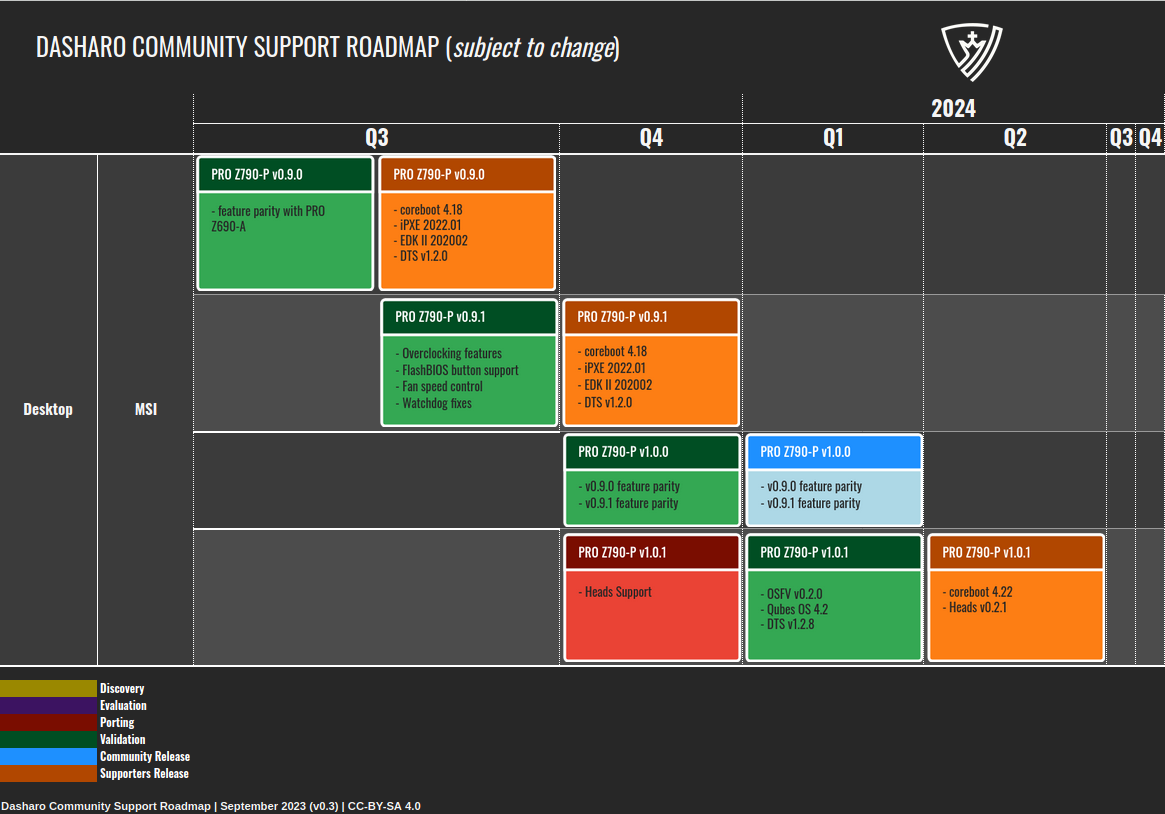 DASHARO COMMUNITY SUPPORT ROADMAP (subject to change)
2024
Q3 Q4 Q1 Q2 Q3 Q4
Desktop
MSI
PRO Z790-P v0.9.0
- feature parity with PRO
Z690-A
PRO Z790-P v0.9.0
- coreboot 4.18
- iPXE 2022.01
- EDK II 202002
- DTS v1.2.0
PRO Z790-P v0.9.1
- Overclocking features
- FlashBIOS button support
- Fan speed control
- Watchdog fixes
PRO Z790-P v0.9.1
- coreboot 4.18
- iPXE 2022.01
- EDK II 202002
- DTS v1.2.0
PRO Z790-P v1.0.0
- v0.9.0 feature parity
- v0.9.1 feature parity
PRO Z790-P v1.0.0
- v0.9.0 feature parity
- v0.9.1 feature parity
PRO Z790-P v1.0.1
- Heads Support
PRO Z790-P v1.0.1
- OSFV v0.2.0
- Qubes OS 4.2
- DTS v1.2.8
PRO Z790-P v1.0.1
- coreboot 4.22
- Heads v0.2.1
Discovery
Evaluation
Porting
Validation
Community Release
Supporters Release
Dasharo Community Support Roadmap | September 2023 (v0.3) | CC-BY-SA 4.0